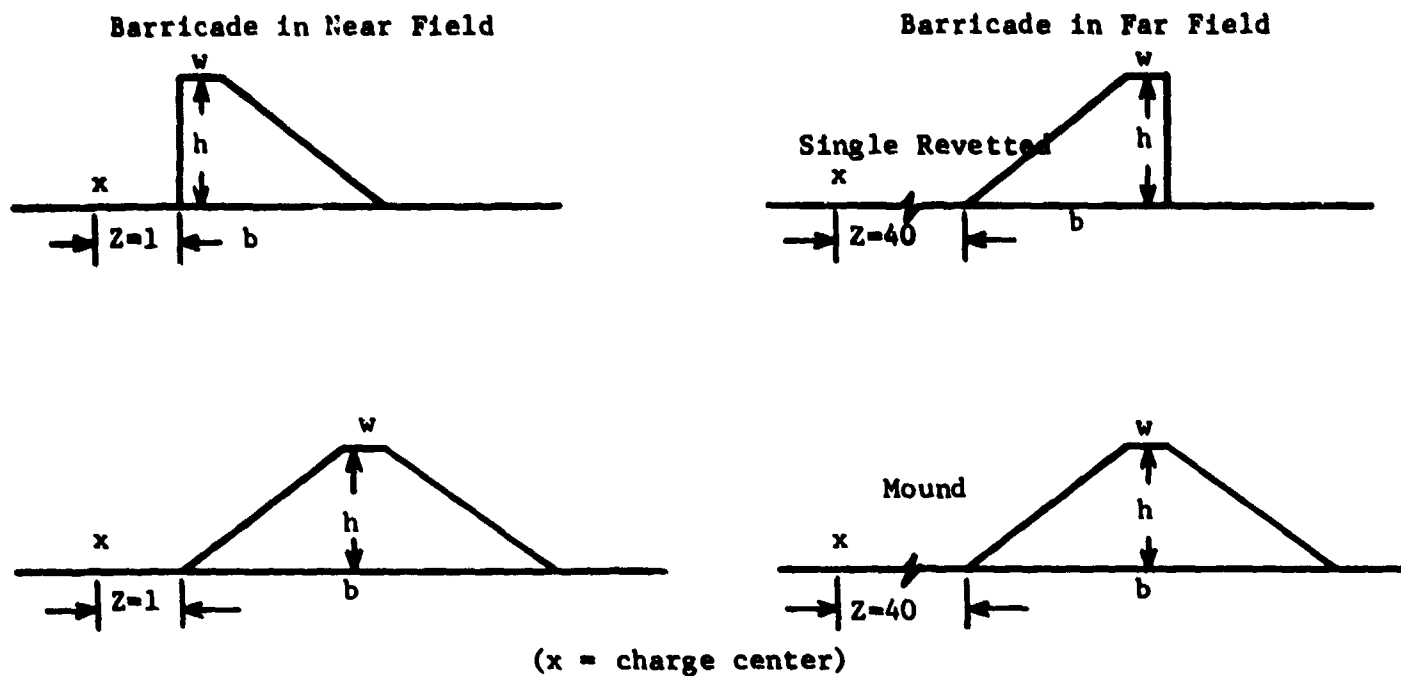 Barricade in Near Field
Barricade in Far Field
w
h
x
Z=1
b
w
Single Revetted
h
x
Z=40
b
w
h
x
Z=1
b
w
Mound
h
x
Z=40
b
(x = charge center)